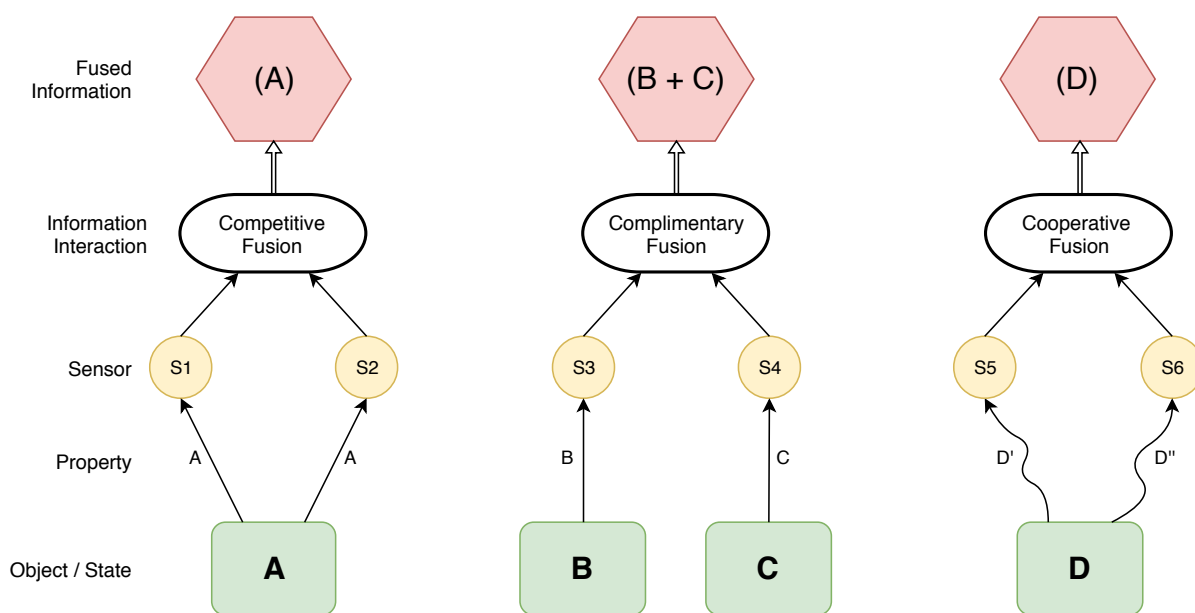 Fused
Information
(A)
(B + C)
(D)
Information
Interaction
Competitive
Fusion
Complimentary
Fusion
Cooperative
Fusion
Sensor
S1
S2
S3
S4
S5
S6
Property
A
A
B
C
D'
D"
Object / State
A
B
C
D